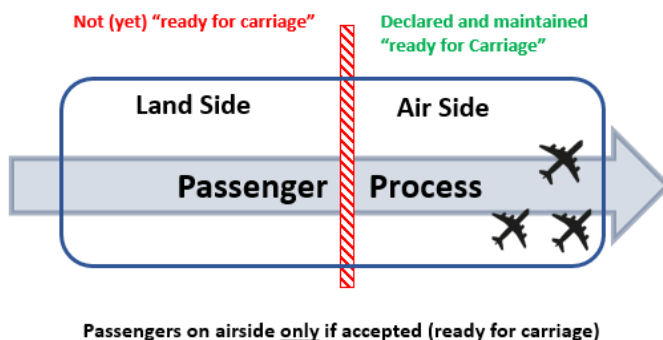 Not (yet) “ready for carriage”
Declared and maintained
“ready for Carriage”
Land Side
Air Side
Passenger Process
Passengers on airside only if accepted (ready for carriage)